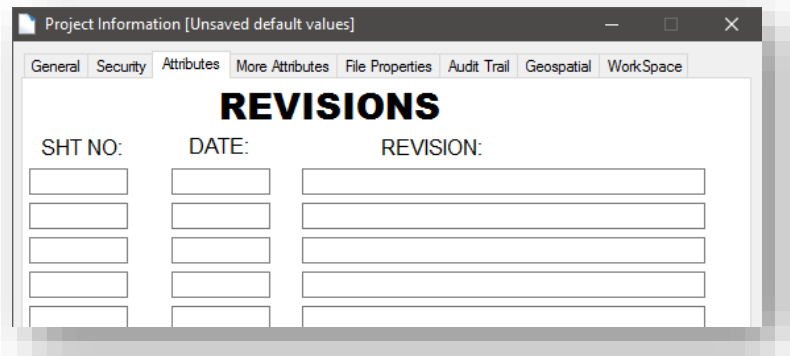 Project Information [Unsaved default values]
General Security Attributes More Attributes File Properties Audit Trail Geospatial WorkSpace
REVISIONS
SHT NO: DATE: REVISION: